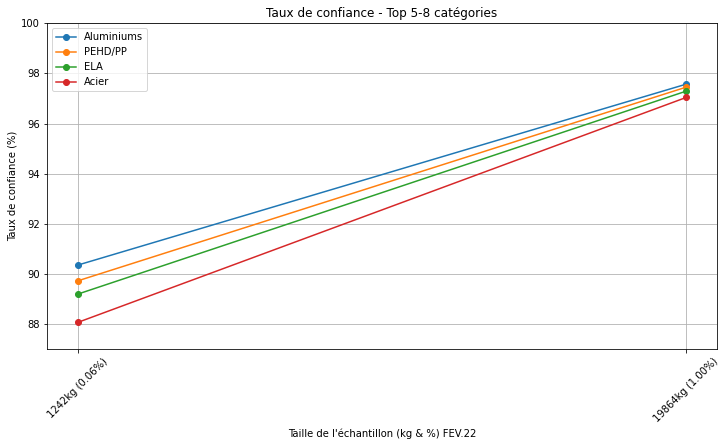 Taux de confiance - Top 5-8 catégories
Aluminiums
PEHD/PP
ELA
Acier
Taux de confiance (%)
100
98
96
94
92
90
88
1242kg (0.06%)
19864kg (1.00%)
Taille de l'échantillon (kg & %) FEV.22